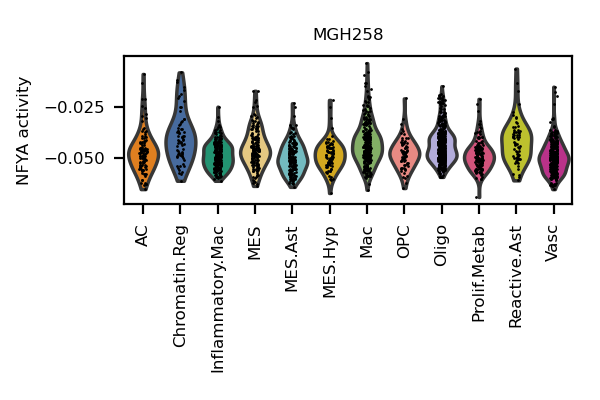 MGH258
NFYA activity
−0.025
−0.050
AC
Chromatin.Reg
Inflammatory.Mac
MES
MES.Ast
MES.Hyp
Mac
OPC
Oligo
Prolif.Metab
Reactive.Ast
Vasc